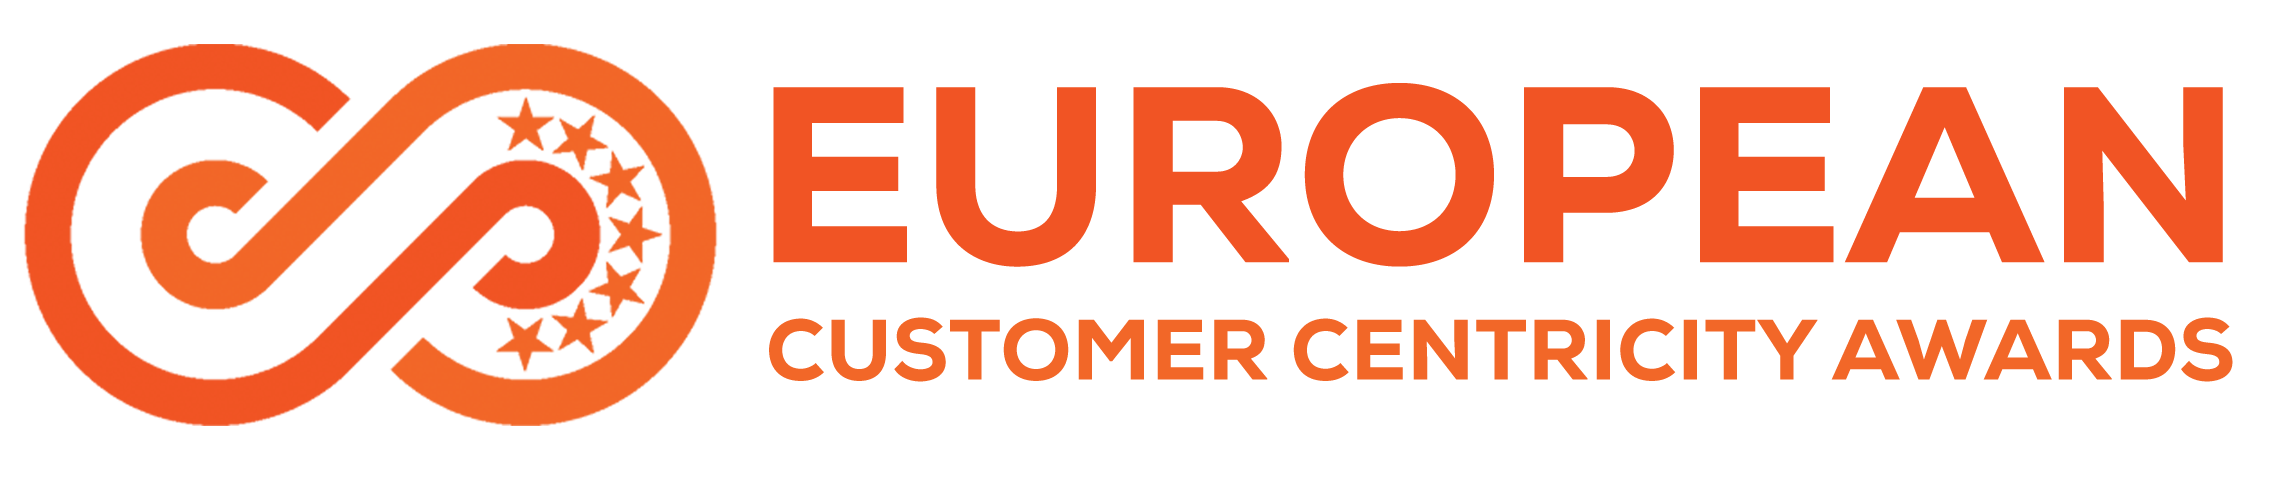 EUROPEAN
CUSTOMER CENTRICITY AWARDS